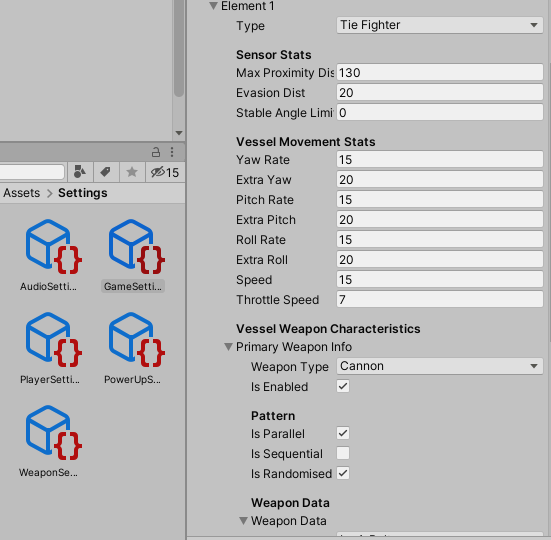 Element 1
Type
Tie Fighter
Sensor Stats
Max Proximity Dis
130
Evasion Dist
20
Stable Angle Limi
0
Vessel Movement Stats
Yaw Rate
15
Extra Yaw
20
Pitch Rate
15
Extra Pitch
20
Roll Rate
15
Extra Roll
20
Speed
15
Throttle Speed
7
Vessel Weapon Characteristics
Primary Weapon Info
Weapon Type
Cannon
Is Enabled
Pattern
Is Parallel
Is Sequential
Is Randomised
Weapon Data
Weapon Data
15
Assets > Settings
AudioSetti...
GameSetti...
PlayerSetti...
PowerUpS...
WeaponSe...